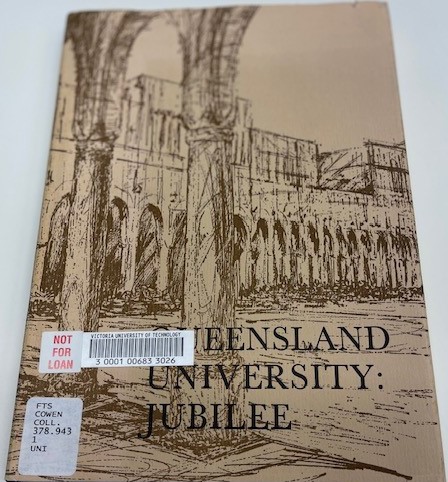 QUEENSLAND
UNIVERSITY:
JUBILEE
NOT
FOR
LOAN
VICTORIA UNIVERSITY OF TECHNOLOGY
3 0001 00683 3026
FTS
COWEN
COLL.
378.943
1
UNI